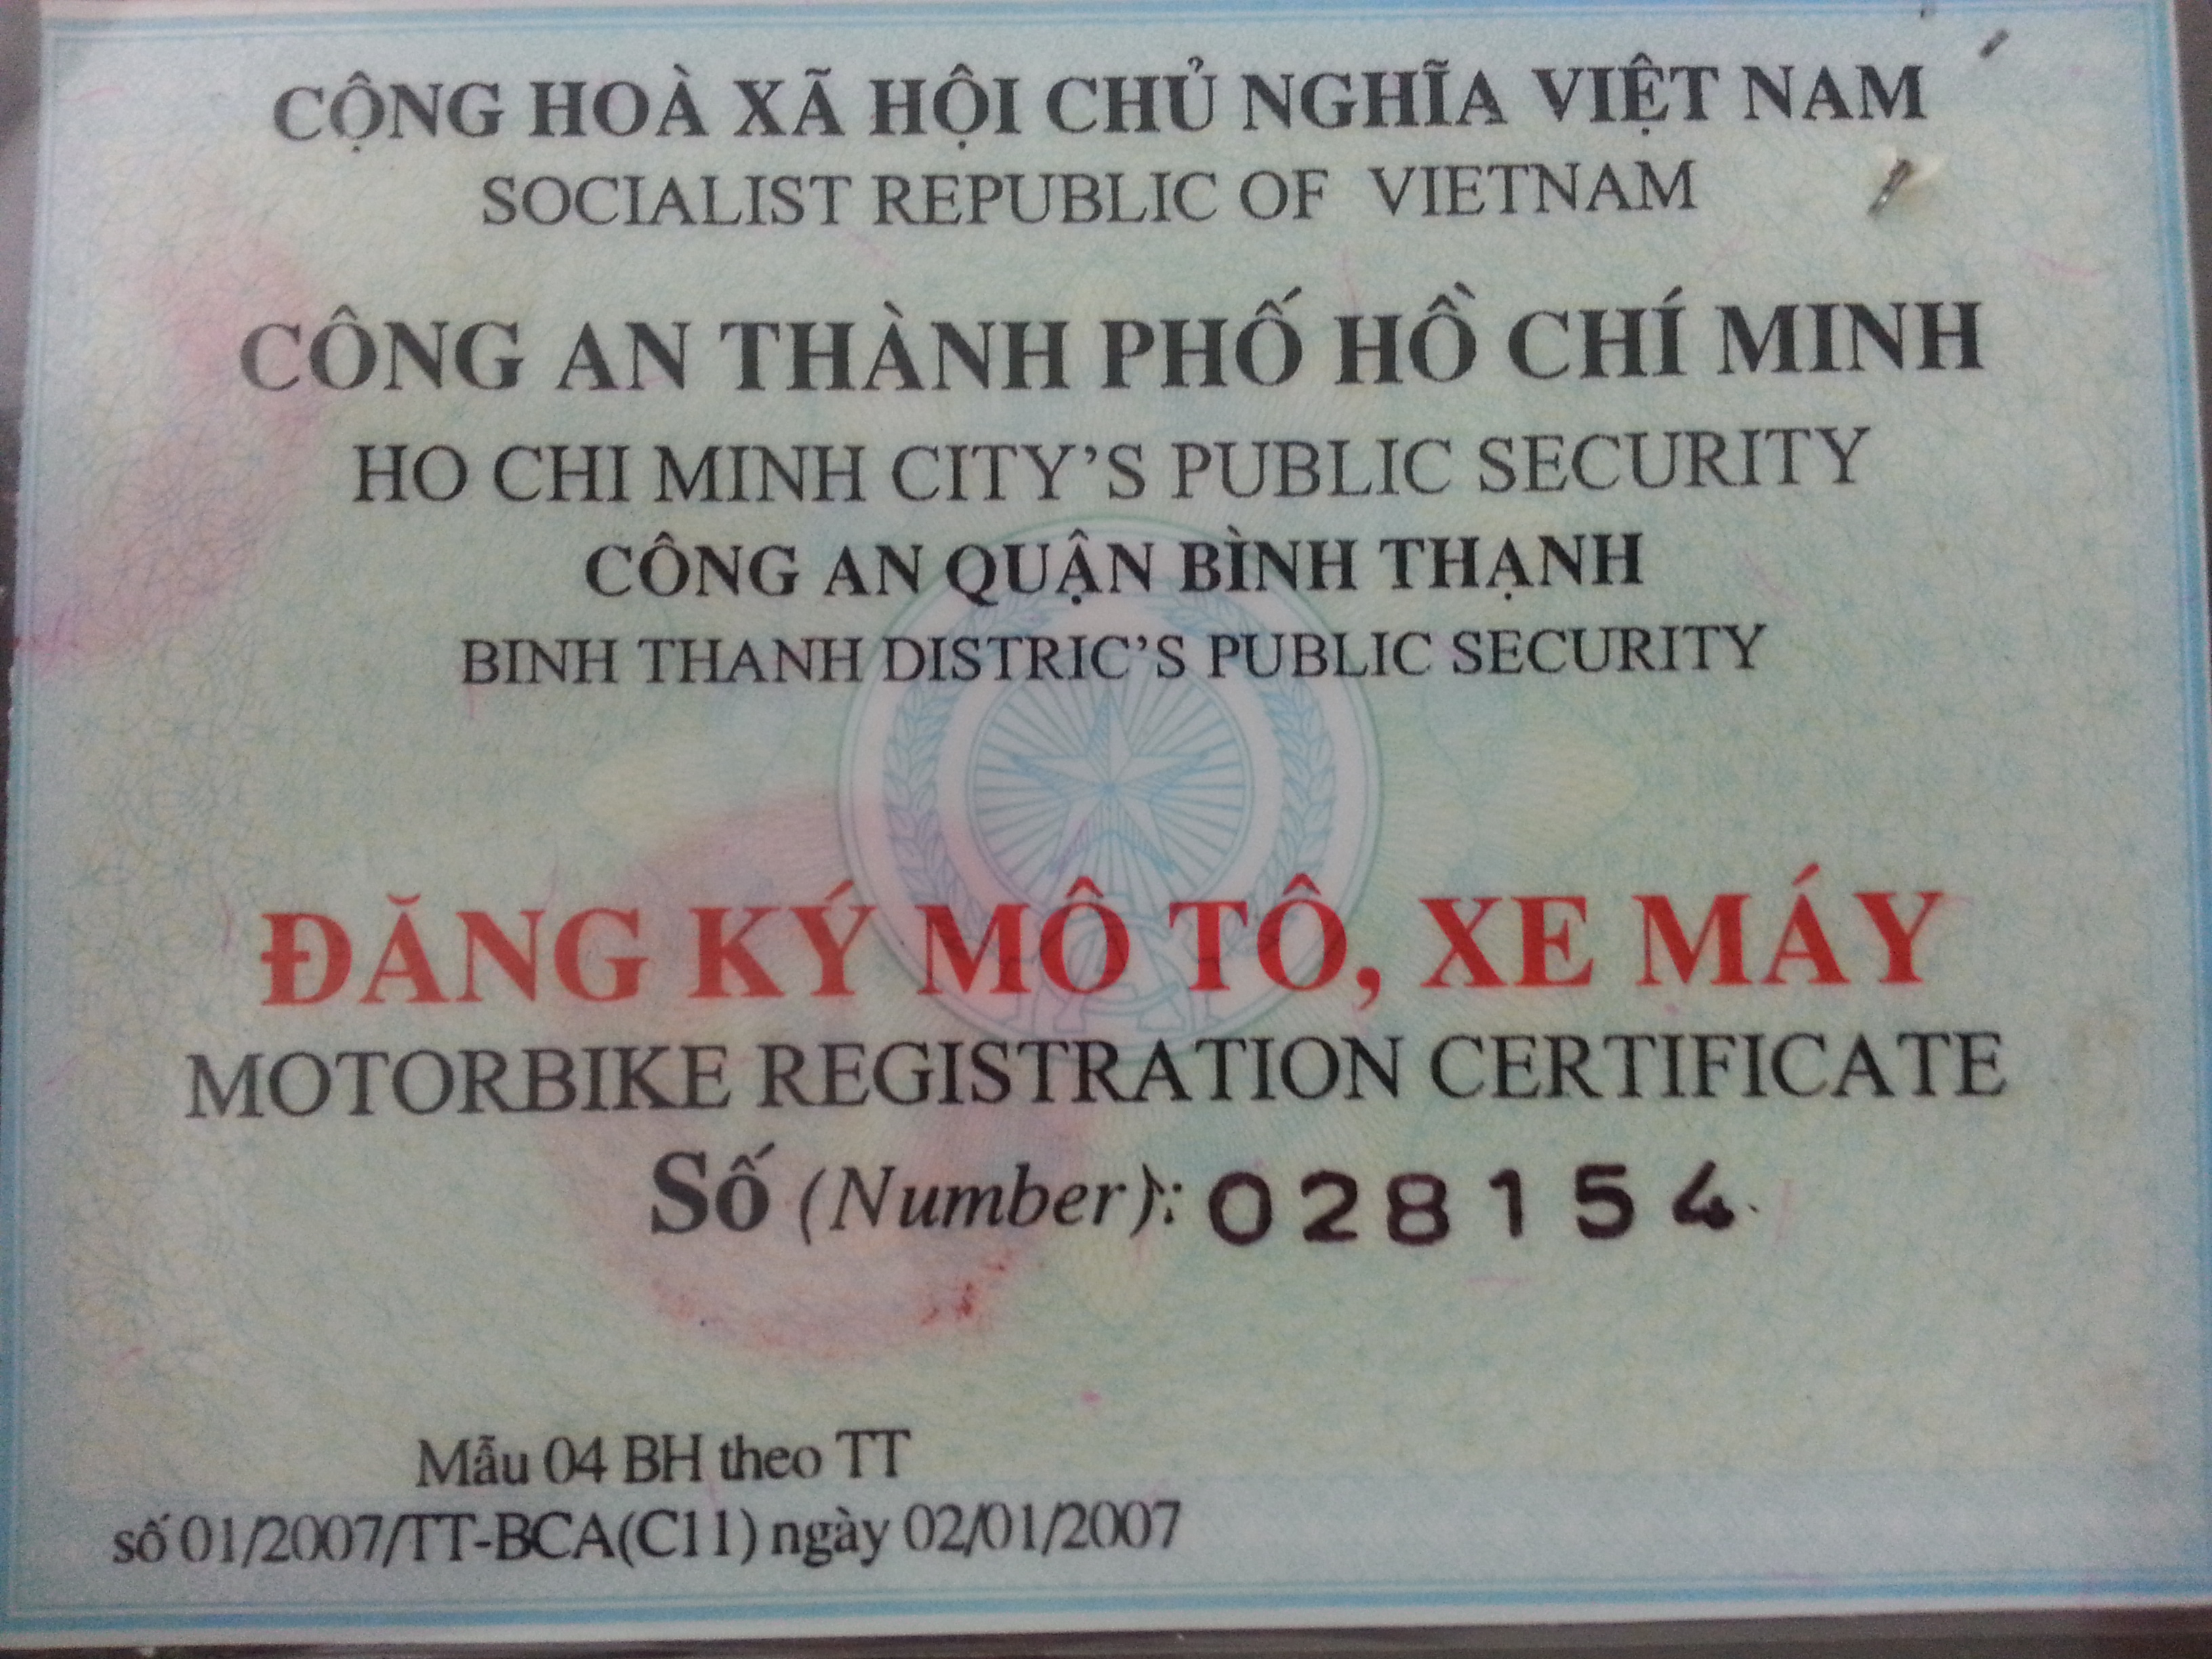 CỘNG HOÀ XÃ HỘI CHỦ NGHĨA VIỆT NAM
SOCIALIST REPUBLIC OF VIETNAM
CÔNG AN THÀNH PHỐ HỒ CHÍ MINH
HO CHI MINH CITY’S PUBLIC SECURITY
CÔNG AN QUẬN BÌNH THẠNH
BINH THANH DISTRIC’S PUBLIC SECURITY
ĐĂNG KÝ MÔ TÔ, XE MÁY
MOTORBIKE REGISTRATION CERTIFICATE
Số (Number): 028154
Mẫu 04 BH theo TT
số 01/2007/TT-BCA(C11) ngày 02/01/2007